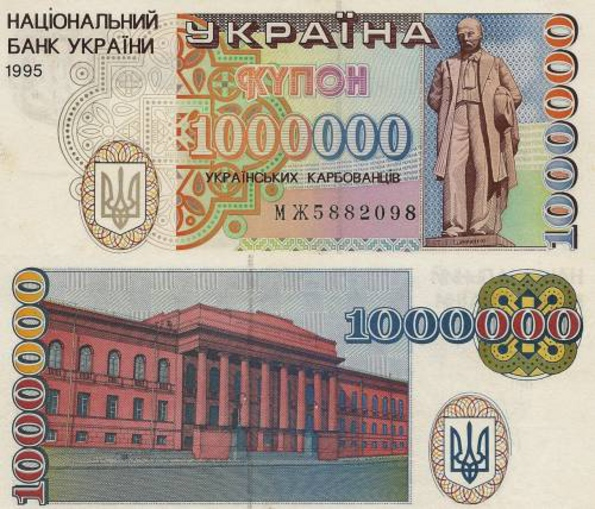 НАЦІОНАЛЬНИЙ
БАНК УКРАЇНИ
1995
УКРАЇНА
КУПОН
1000000
УКРАЇНСЬКИХ КАРБОВАНЦІВ
МЖ5882098
1000000
1000000
1000000